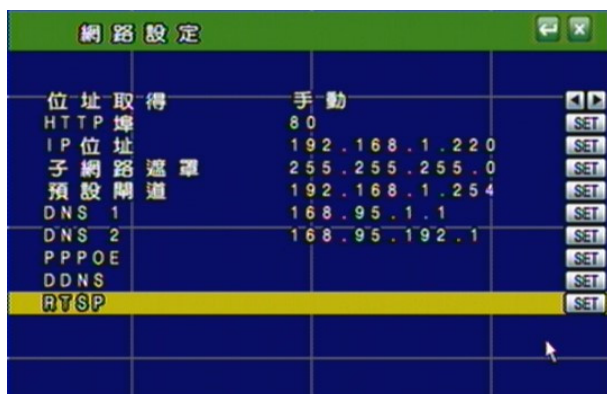 網路設定
位址取得 手動
HTTP埠 80 SET
IP位址 192.168.1.220 SET
子網路遮罩 255.255.255.0 SET
預設閘道 192.168.1.254 SET
DNS 1 168.95.1.1 SET
DNS 2 168.95.192.1 SET
PPPOE SET
DDNS SET
RTSP SET